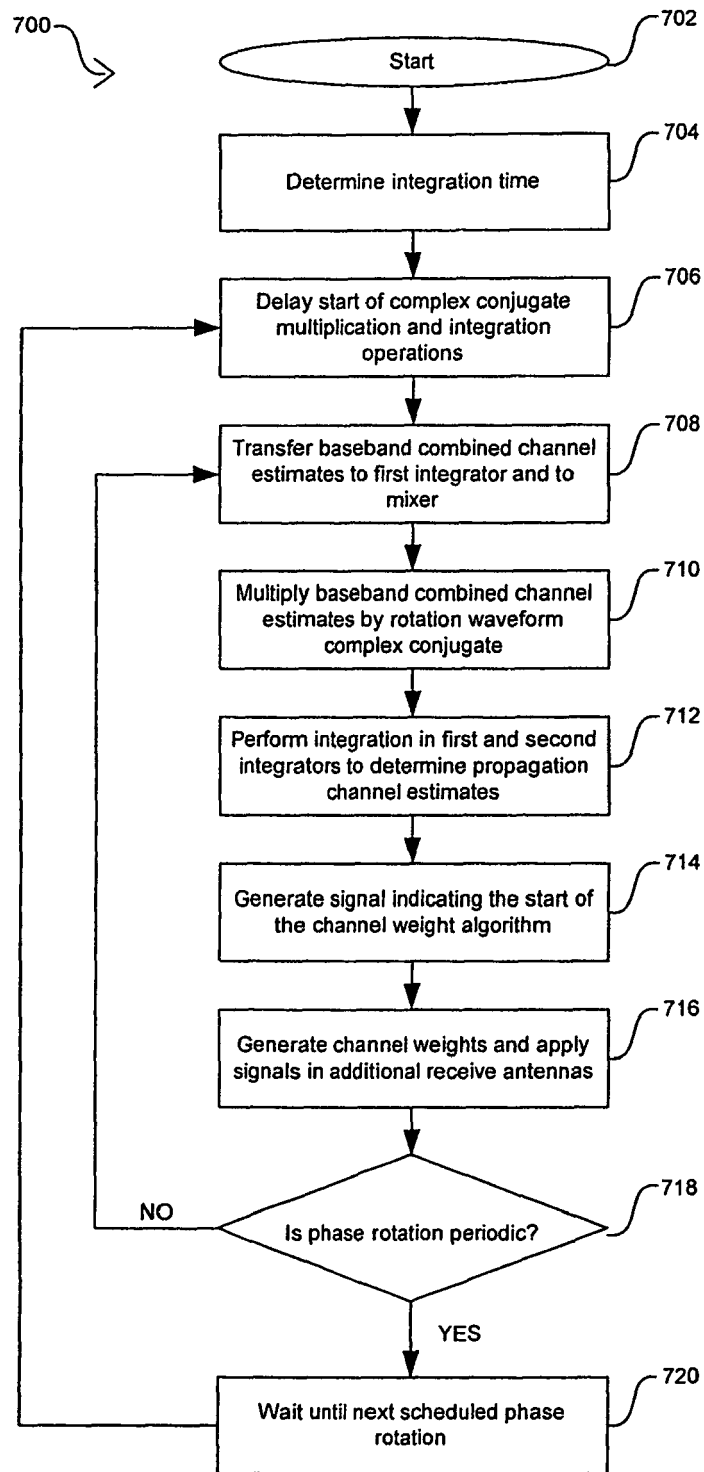 700
702
Start
704
Determine integration time
706
Delay start of complex conjugate
multiplication and integration
operations
708
Transfer baseband combined channel
estimates to first integrator and to
mixer
710
Multiply baseband combined channel
estimates by rotation waveform
complex conjugate
712
Perform integration in first and second
integrators to determine propagation
channel estimates
714
Generate signal indicating the start of
the channel weight algorithm
716
Generate channel weights and apply
signals in additional receive antennas
718
NO
Is phase rotation periodic?
YES
720
Wait until next scheduled phase
rotation